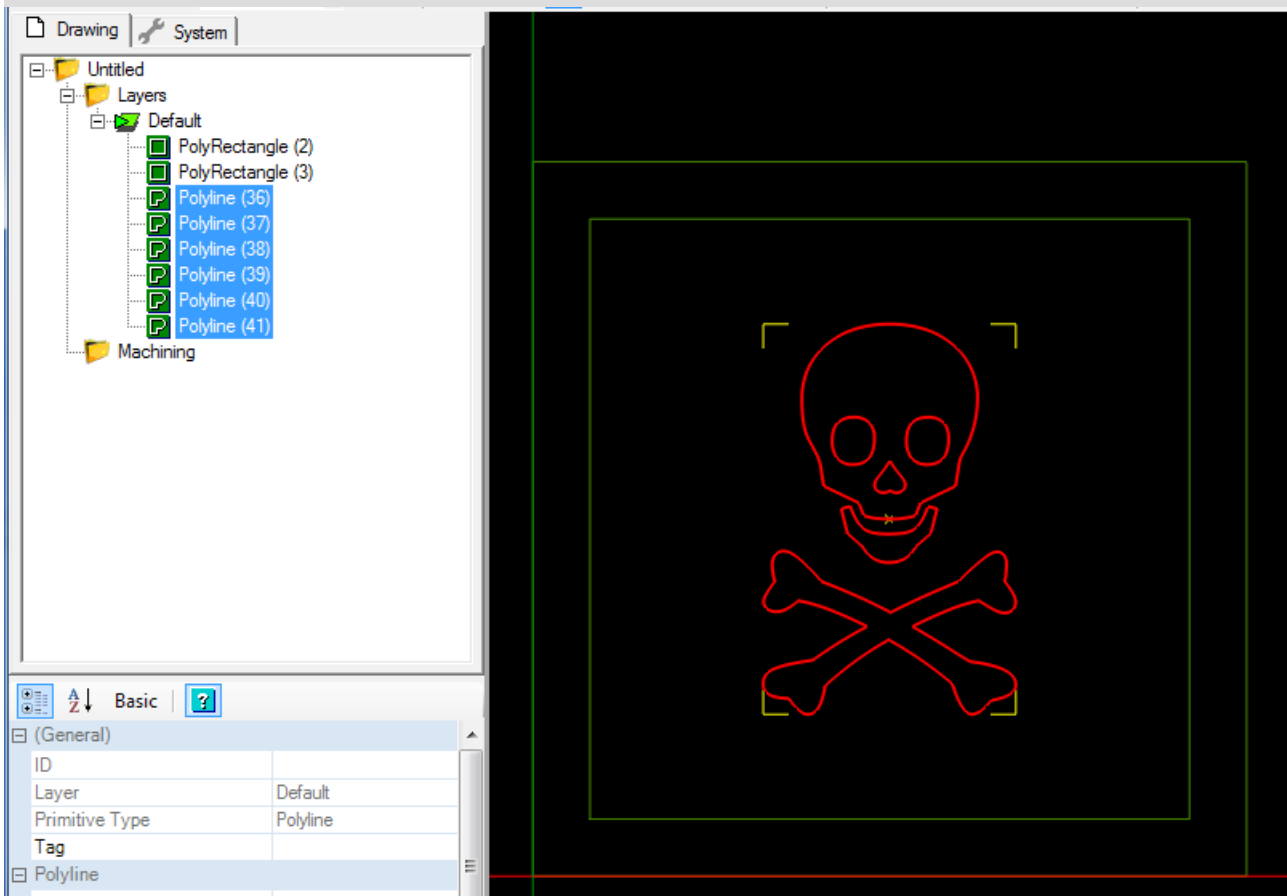 Drawing System
Untitled
Layers
Default
PolyRectangle (2)
PolyRectangle (3)
Polyline (36)
Polyline (37)
Polyline (38)
Polyline (39)
Polyline (40)
Polyline (41)
Machining
A Z Basic ?
(General)
ID
Layer Default
Primitive Type Polyline
Tag
Polyline